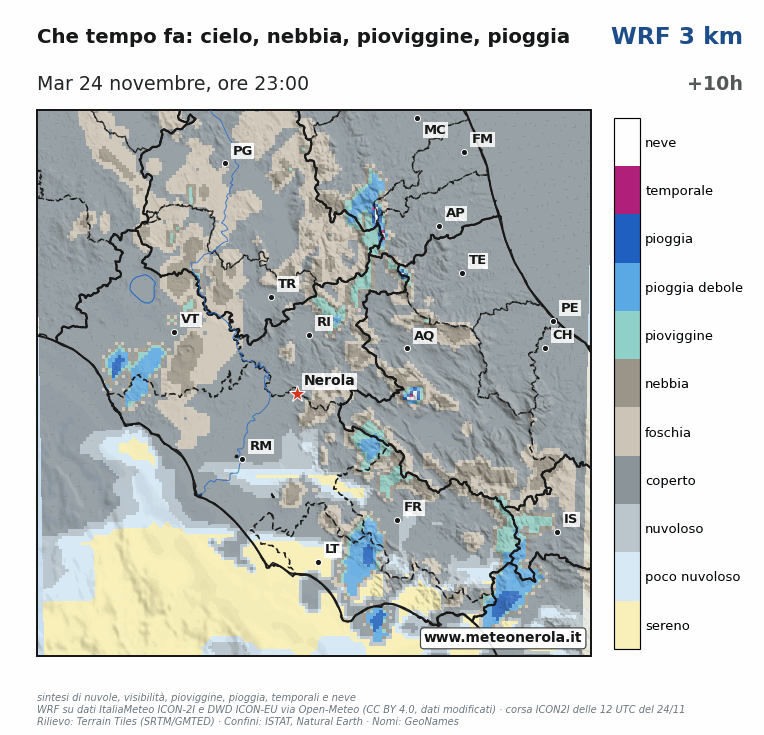 Che tempo fa: cielo, nebbia, pioviggine, pioggia
WRF 3 km
Mar 24 novembre, ore 23:00
+10h
MC
FM
PG
AP
TE
TR
PE
VT
RI
AQ
CH
Nerola
RM
FR
IS
LT
www.meteonerola.it
neve
temporale
pioggia
pioggia debole
pioviggine
nebbia
foschia
coperto
nuvoloso
poco nuvoloso
sereno
sintesi di nuvole, visibilità, pioviggine, pioggia, temporali e neve
WRF su dati ItaliaMeteo ICON-2I e DWD ICON-EU via Open-Meteo (CC BY 4.0, dati modificati) · corsa ICON2I delle 12 UTC del 24/11
Rilievo: Terrain Tiles (SRTM/GMTED) · Confini: ISTAT, Natural Earth · Nomi: GeoNames